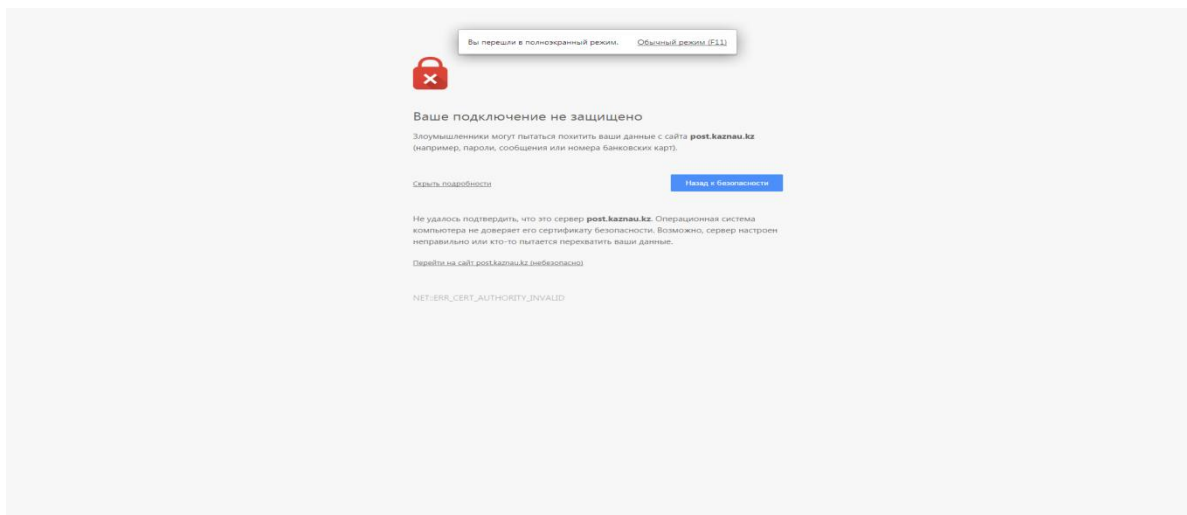 Вы перешли в полноэкранный режим. Обычный режим (F11)
Ваше подключение не защищено
Злоумышленники могут пытаться похитить ваши данные с сайта post.kaznau.kz
(например, пароли, сообщения или номера банковских карт).
Скрыть подробности Назад к безопасности
Не удалось подтвердить, что это сервер post.kaznau.kz. Операционная система
компьютера не доверяет его сертификату безопасности. Возможно, сервер настроен
неправильно или кто-то пытается перехватить ваши данные.
Перейти на сайт post.kaznau.kz (небезопасно)
NET::ERR_CERT_AUTHORITY_INVALID